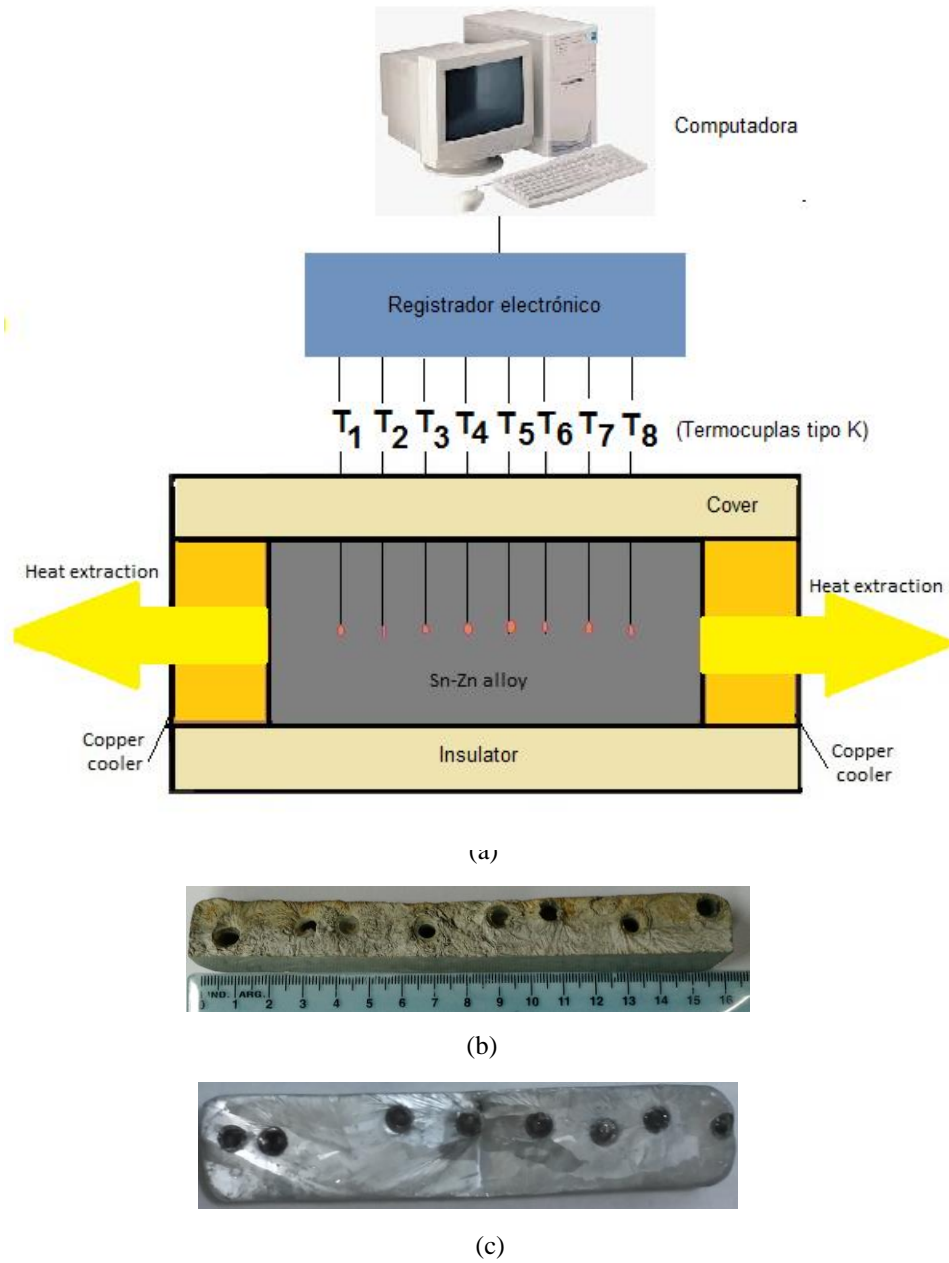 Computadora
Registrador electrónico
T1 T2 T3 T4 T5 T6 T7 T8 (Termocuplas tipo K)
Cover
Heat extraction
Heat extraction
Sn-Zn alloy
Copper
cooler
Insulator
Copper
cooler
(a)
IND. ARG.
0 1 2 3 4 5 6 7 8 9 10 11 12 13 14 15 16
(b)
(c)